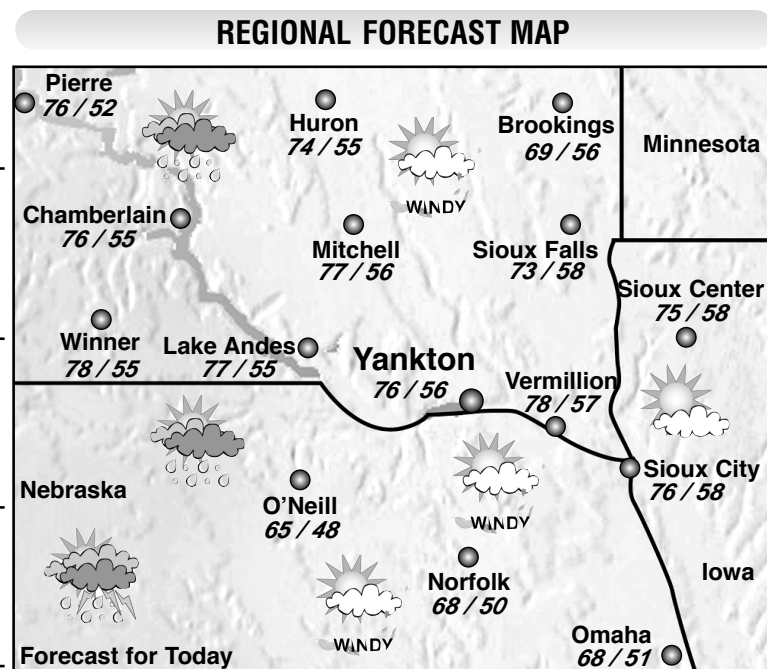 REGIONAL FORECAST MAP
Pierre
76 / 52
Huron
74 / 55
Brookings
69 / 56
Minnesota
WINDY
Chamberlain
76 / 55
Mitchell
77 / 56
Sioux Falls
73 / 58
Sioux Center
75 / 58
Winner
78 / 55
Lake Andes
77 / 55
Yankton
76 / 56
Vermillion
78 / 57
Nebraska
O'Neill
65 / 48
WINDY
Sioux City
76 / 58
Norfolk
68 / 50
Iowa
WINDY
Forecast for Today
Omaha
68 / 51